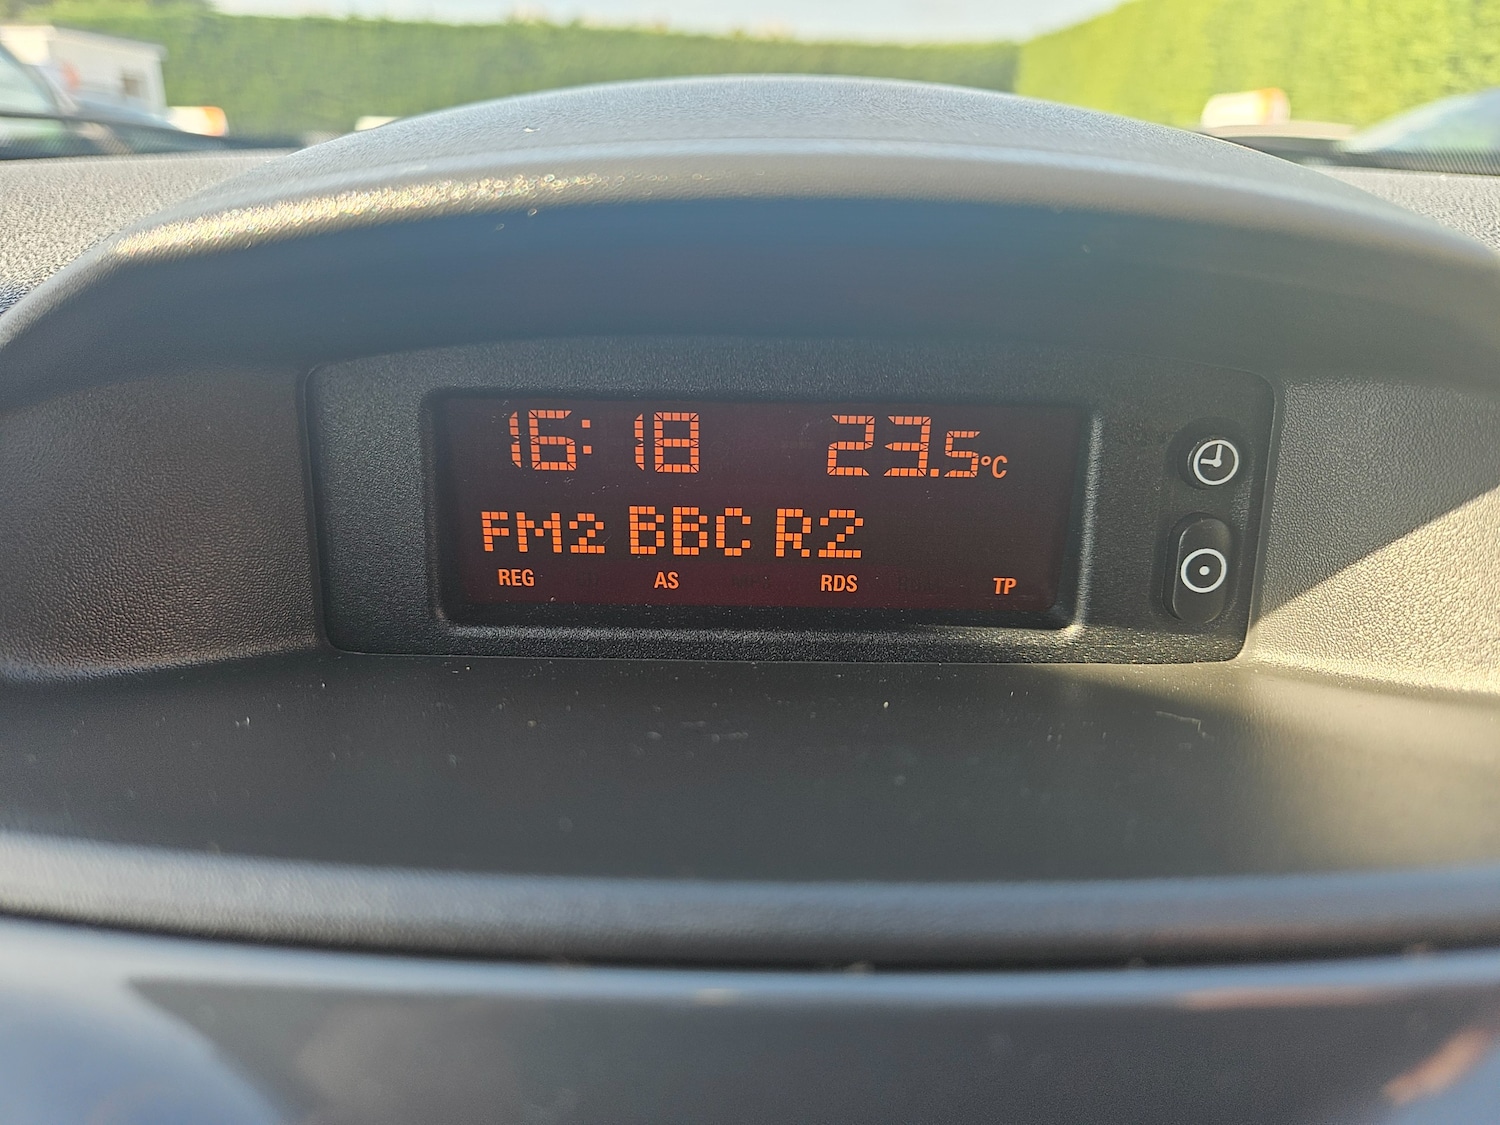 16:18 23.5°C
FM2 BBC R2
REG AS RDS TP